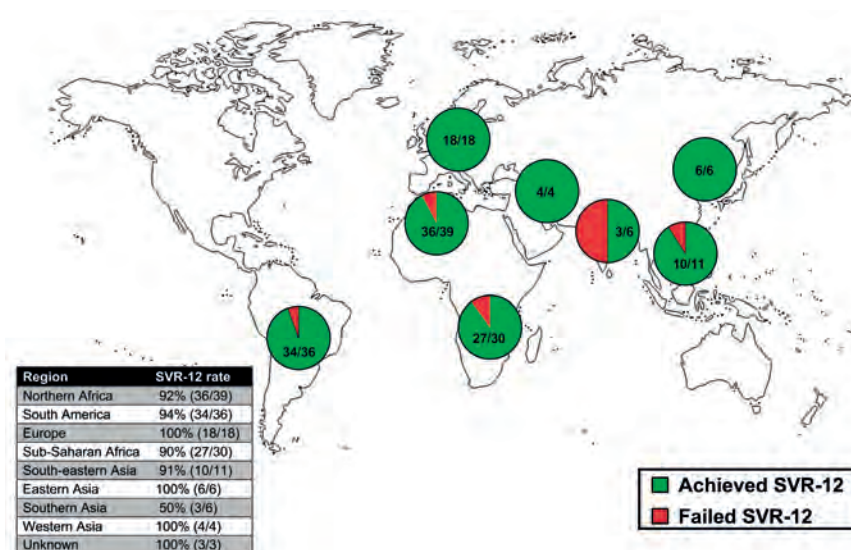 18/18
6/6
4/4
36/39
3/6
10/11
27/30
34/36
Region SVR-12 rate
Northern Africa 92% (36/39)
South America 94% (34/36)
Europe 100% (18/18)
Sub-Saharan Africa 90% (27/30)
South-eastern Asia 91% (10/11)
Eastern Asia 100% (6/6)
Southern Asia 50% (3/6)
Western Asia 100% (4/4)
Unknown 100% (3/3)
Achieved SVR-12
Failed SVR-12